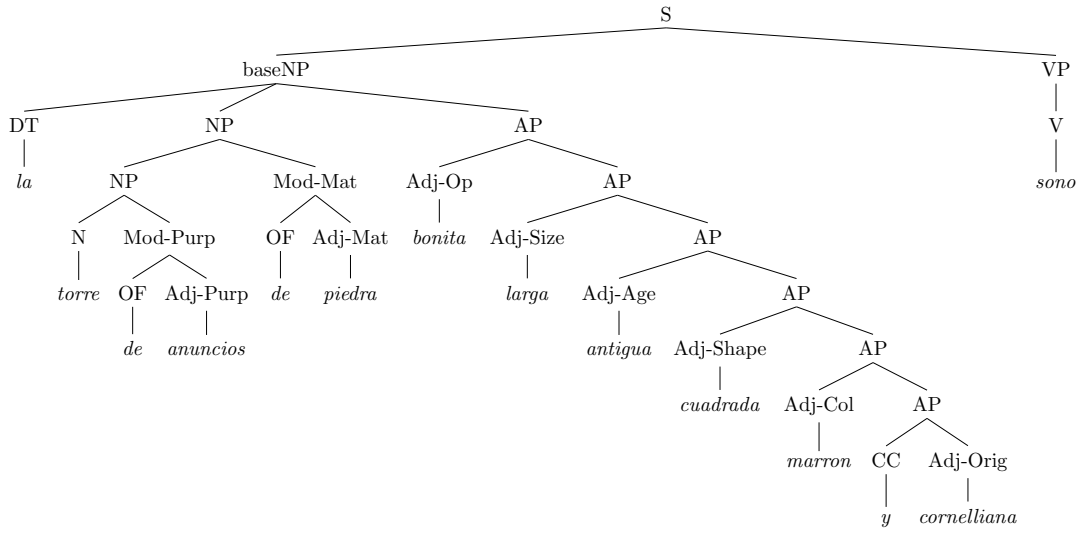 S
baseNP VP
DT NP AP V
la NP Mod-Mat Adj-Op AP sono
N Mod-Purp OF Adj-Mat bonita Adj-Size AP
torre OF Adj-Purp de piedra larga Adj-Age AP
de anuncios antigua Adj-Shape AP
cuadrada Adj-Col AP
marron CC Adj-Orig
y cornelliana